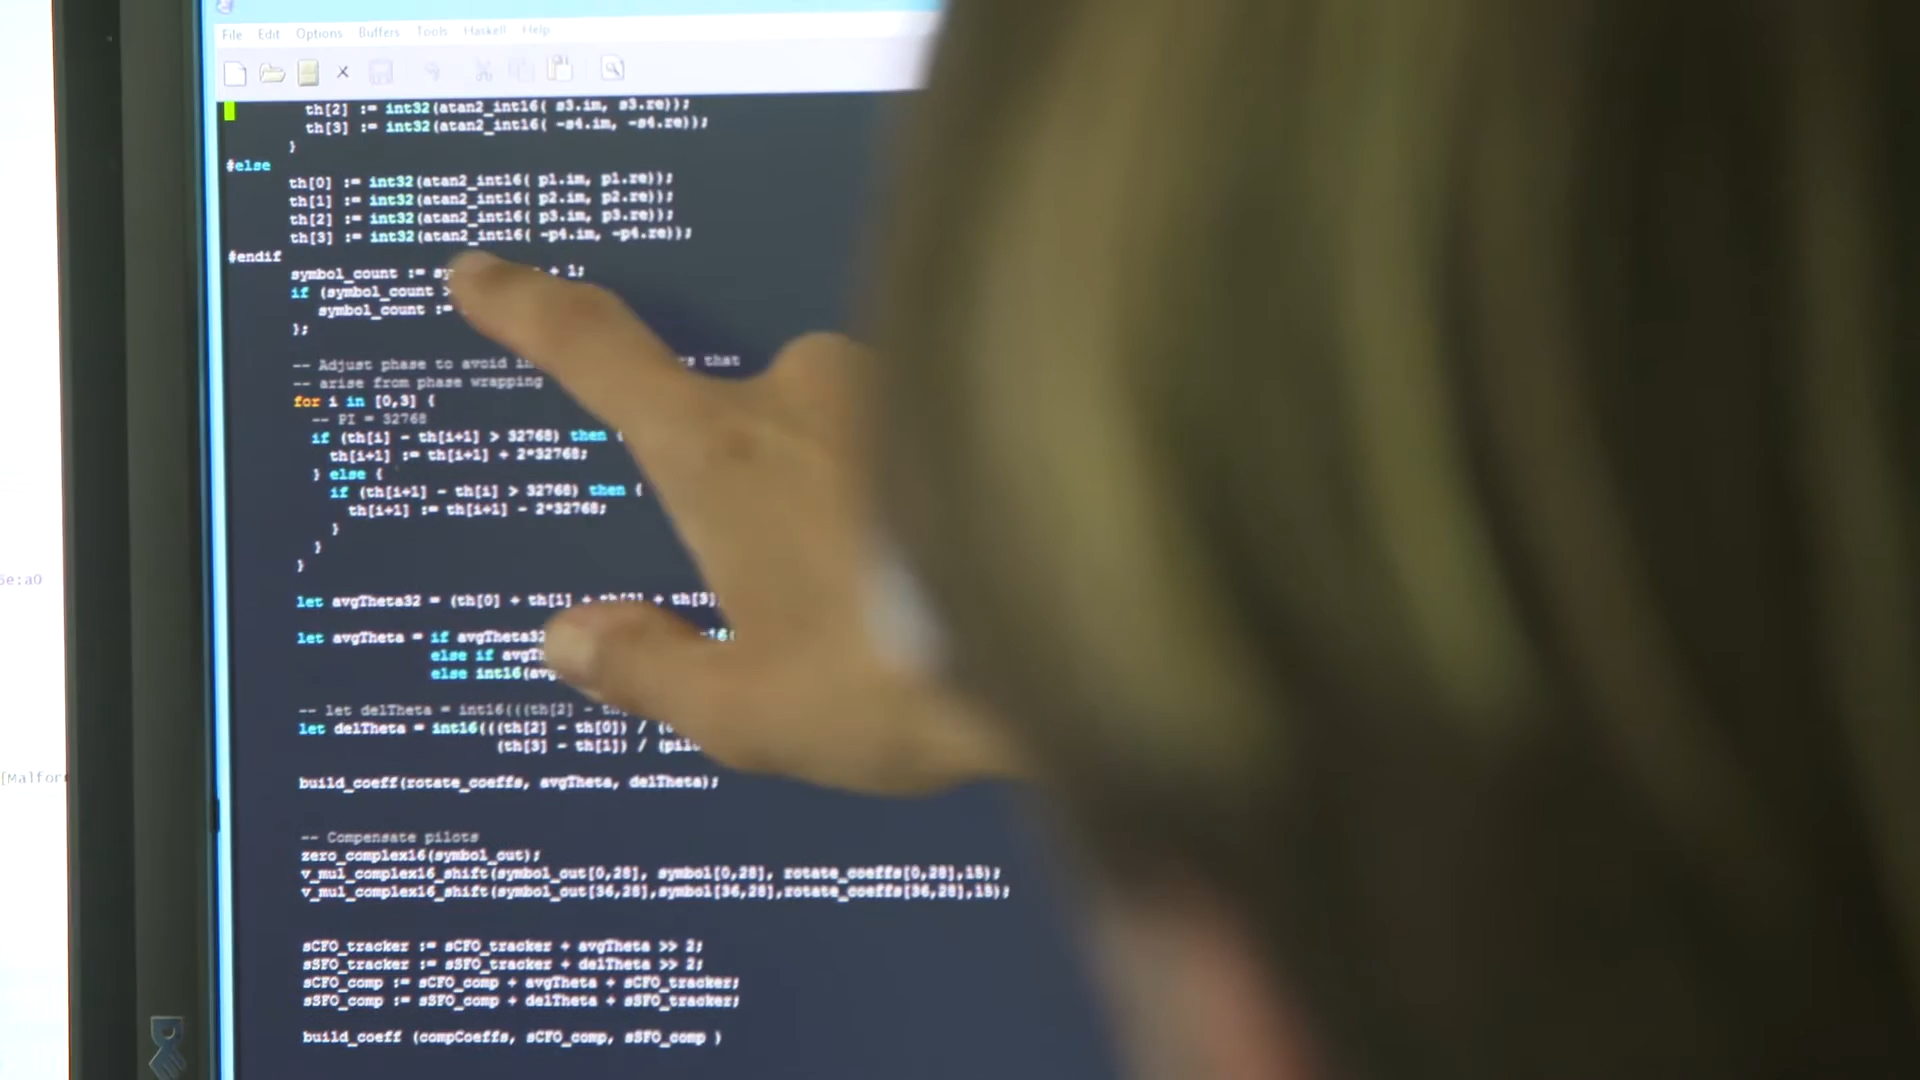 File Edit Options Buffers Tools Haskell Help
th[2] := int32(atan2_int16( s3.im, s3.re));
th[3] := int32(atan2_int16( -s4.im, -s4.re));
}
#else
th[0] := int32(atan2_int16( p1.im, p1.re));
th[1] := int32(atan2_int16( p2.im, p2.re));
th[2] := int32(atan2_int16( p3.im, p3.re));
th[3] := int32(atan2_int16( -p4.im, -p4.re));
#endif
symbol_count := + 1;
if (symbol_count >
symbol_count :=
};
-- Adjust phase to avoid that
-- arise from phase wrapping
for i in [0,3] {
-- PI = 32768
if (th[i] - th[i+1] > 32768) then {
th[i+1] := th[i+1] + 2*32768;
} else {
if (th[i+1] - th[i] > 32768) then {
th[i+1] := th[i+1] - 2*32768;
}
}
}
let avgTheta32 = (th[0] + th[1] + th[2] + th[3]
let avgTheta = if avgTheta32
else if
else int16(
-- let delTheta = int16(((th[2] -
let delTheta = int16(((th[2] - th[0]) / (
(th[3] - th[1]) / (
build_coeff(rotate_coeffs, avgTheta, delTheta);
-- Compensate pilots
zero_complex16(symbol_out);
v_mul_complex16_shift(symbol_out[0,28], symbol[0,28], rotate_coeffs[0,28],15);
v_mul_complex16_shift(symbol_out[36,28],symbol[36,28],rotate_coeffs[36,28],15);
sCFO_tracker := sCFO_tracker + avgTheta >> 2;
sSFO_tracker := sSFO_tracker + delTheta >> 2;
sCFO_comp := sCFO_comp + avgTheta + sCFO_tracker;
sSFO_comp := sSFO_comp + delTheta + sSFO_tracker;
build_coeff (compCoeffs, sCFO_comp, sSFO_comp )